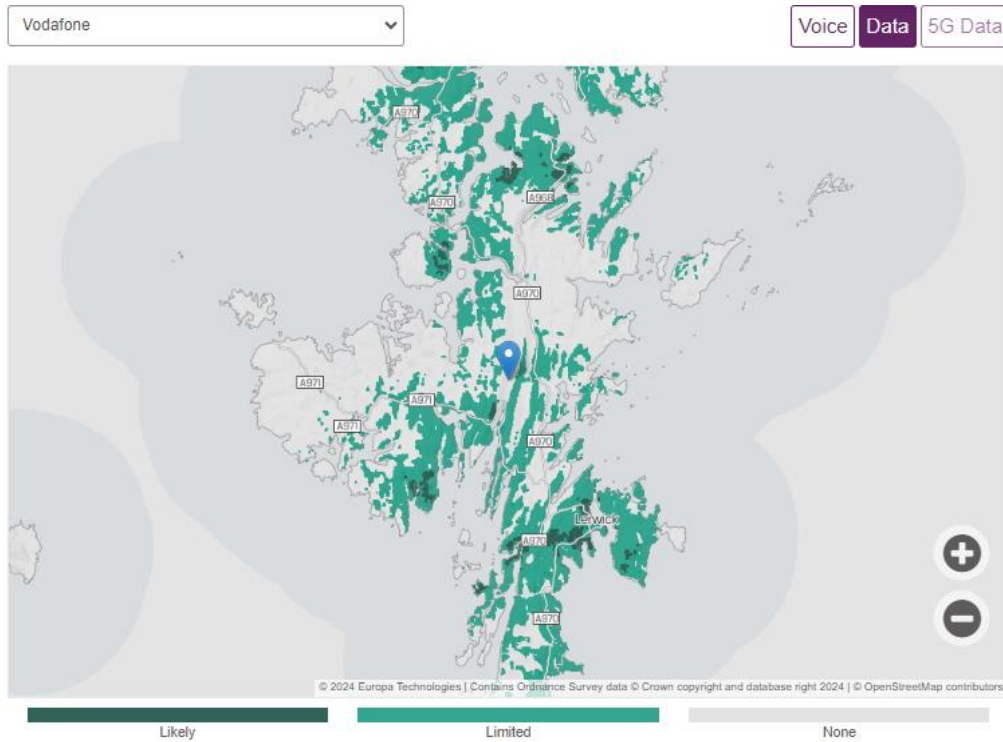 Vodafone
Voice Data 5G Data
A970
A968
A970
A970
A971
A971
A971
A970
Lerwick
A970
A970
© 2024 Europa Technologies | Contains Ordnance Survey data © Crown copyright and database right 2024 | © OpenStreetMap contributors
Likely Limited None